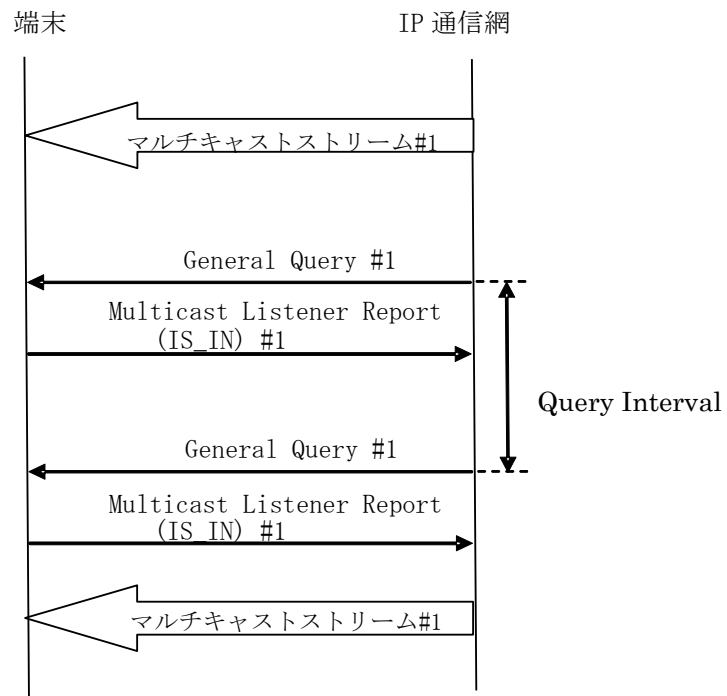 端末
IP 通信網
マルチキャストストリーム#1
General Query #1
Multicast Listener Report
(IS_IN) #1
Query Interval
General Query #1
Multicast Listener Report
(IS_IN) #1
マルチキャストストリーム#1